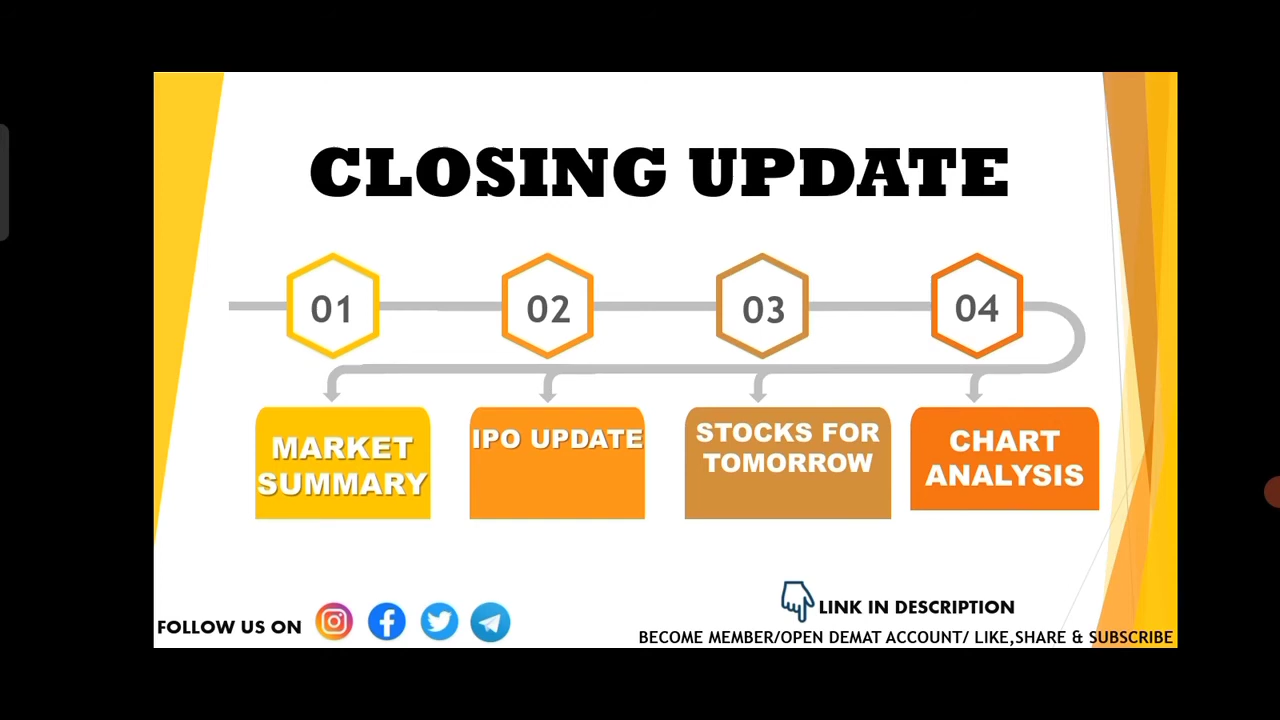 CLOSING UPDATE
01
02
03
04
MARKET
SUMMARY
IPO UPDATE
STOCKS FOR
TOMORROW
CHART
ANALYSIS
FOLLOW US ON
LINK IN DESCRIPTION
BECOME MEMBER/OPEN DEMAT ACCOUNT/ LIKE,SHARE & SUBSCRIBE